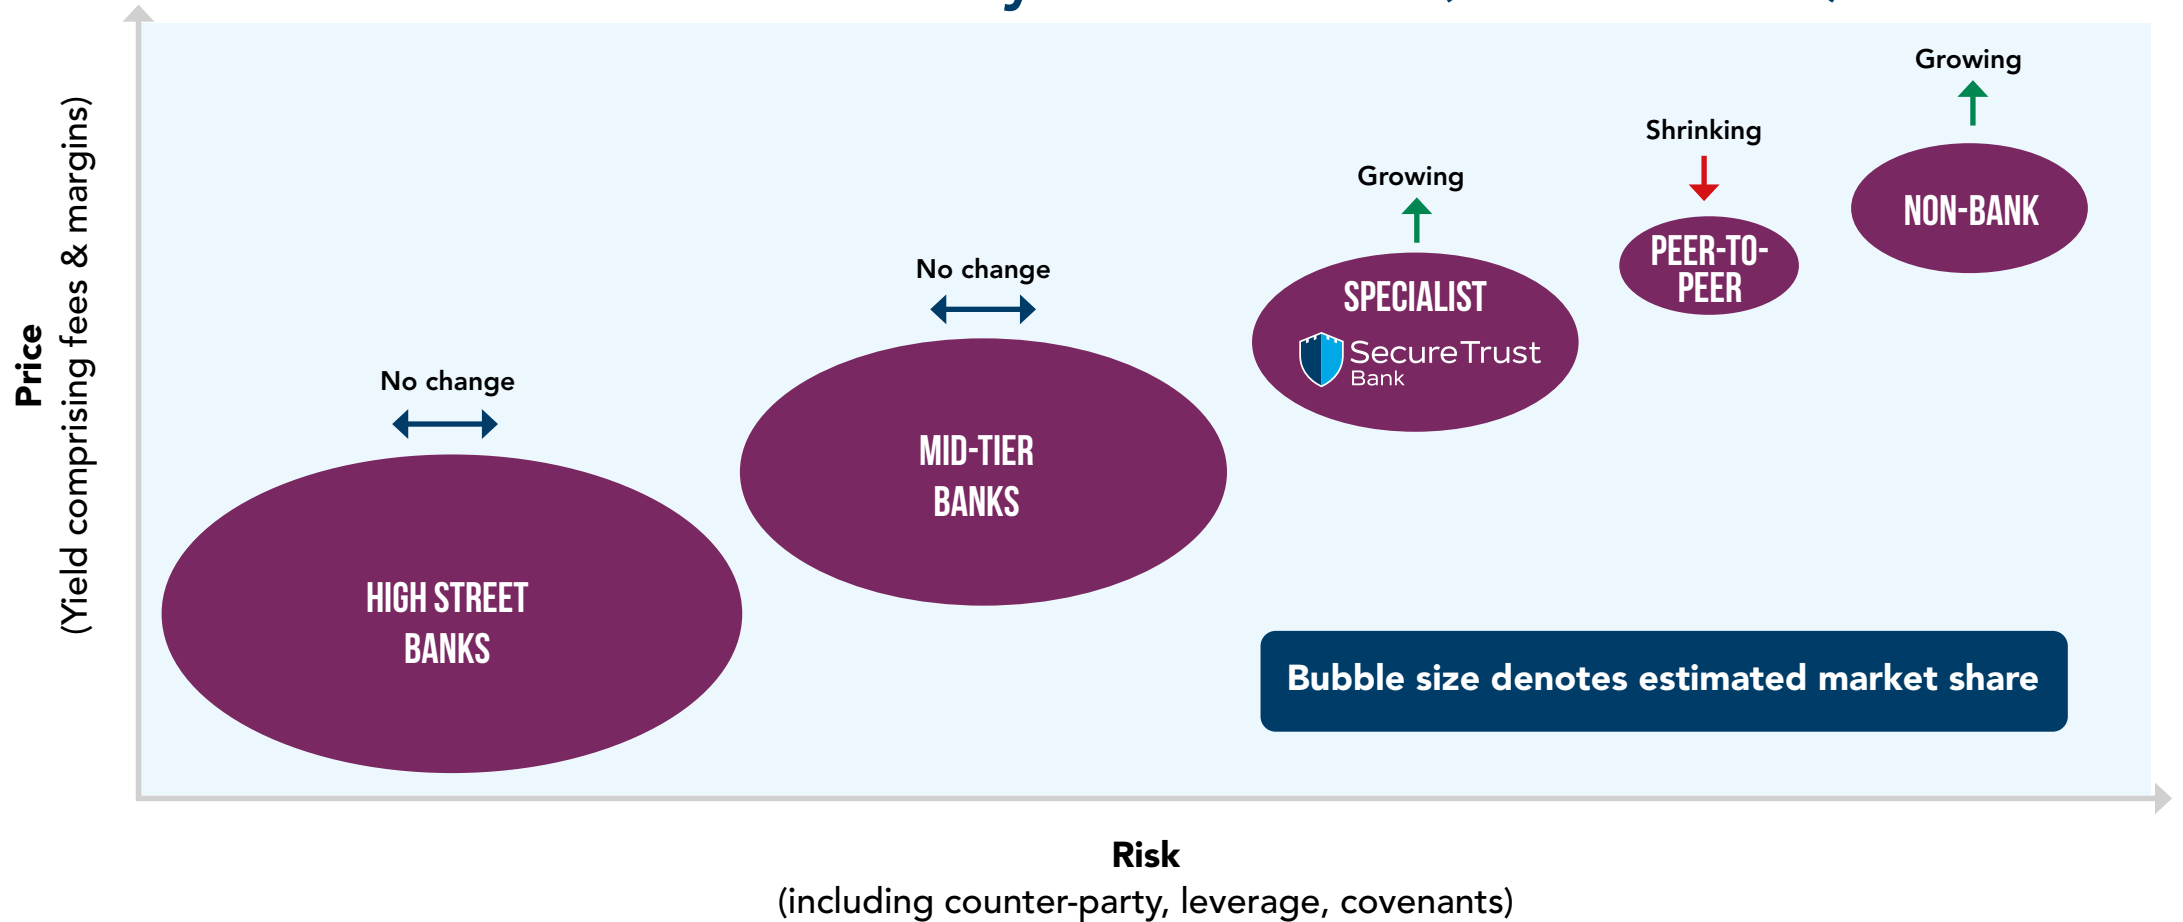 Growing
Shrinking
Growing
No change
No change
NON-BANK
PEER-TO-
PEER
SPECIALIST
SecureTrust
Bank
MID-TIER
BANKS
HIGH STREET
BANKS
Bubble size denotes estimated market share
Price
(Yield comprising fees & margins)
Risk
(including counter-party, leverage, covenants)